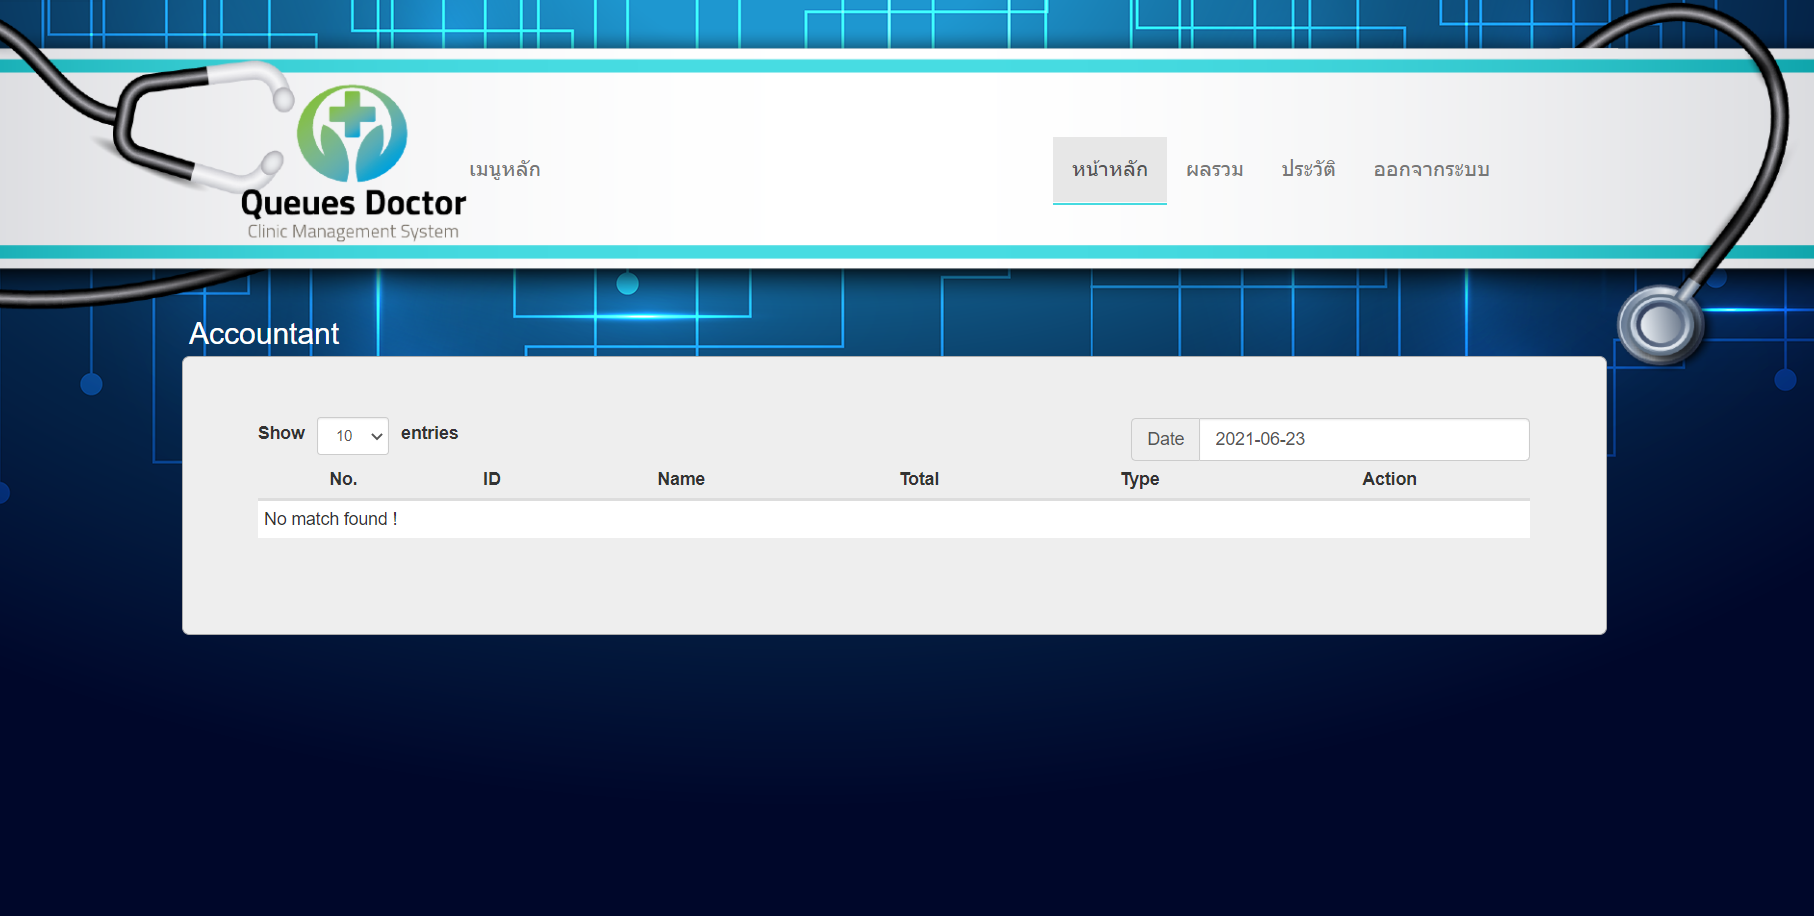 เมนูหลัก
หน้าหลัก ผลรวม ประวัติ ออกจากระบบ
Queues Doctor
Clinic Management System
Accountant
Show 10 entries
Date 2021-06-23
No. ID Name Total Type Action
No match found !